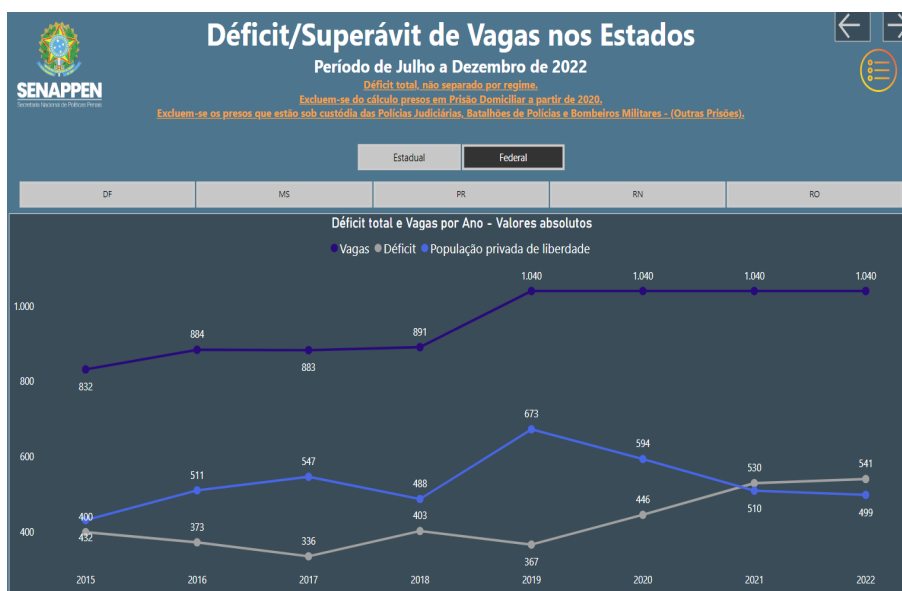 Déficit/Superávit de Vagas nos Estados
Período de Julho a Dezembro de 2022
Déficit total, não separado por regime.
Excluem-se do cálculo presos em Prisão Domiciliar a partir de 2020.
Excluem-se os presos que estão sob custódia das Polícias Judiciárias, Batalhões de Polícias e Bombeiros Militares - (Outras Prisões).
SENAPPEN
Secretaria Nacional de Políticas Penais
Estadual Federal
DF MS PR RN RO
Déficit total e Vagas por Ano - Valores absolutos
Vagas Déficit População privada de liberdade
1.040 1.040 1.040 1.040
1.000
884 891
883
800
832
673
600
594
547
530 541
511
488
510 499
446
400 403
432 373
400
336
367
2015 2016 2017 2018 2019 2020 2021 2022